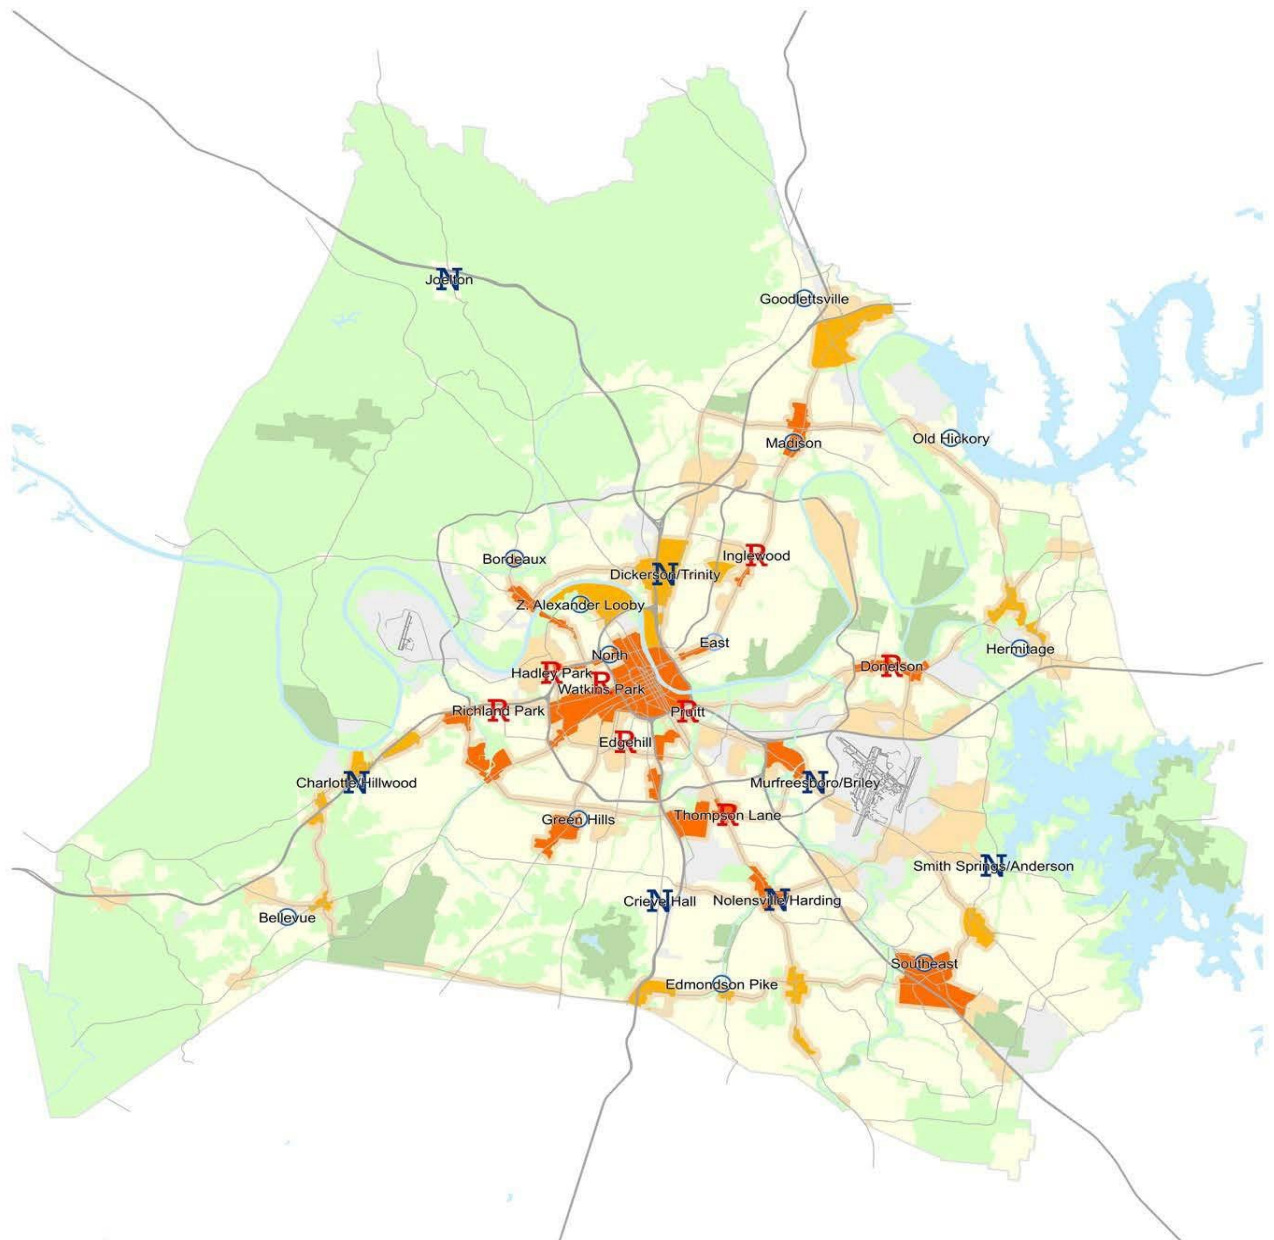 N
Joelton
Goodlettsville
Madison
Old Hickory
Bordeaux
R
Inglewood
N
Dickerson/Trinity
Z. Alexander Looby
East
North
Hermitage
R
Hadley Park
R
Donelson
R
Watkins Park
R
Richland Park
R
Pruitt
R
Edgehill
N
Charlotte/Hillwood
N
Murfreesboro/Briley
R
Thompson Lane
Green Hills
N
Smith Springs/Anderson
N
Crieve Hall
N
Nolensville/Harding
Bellevue
Southeast
Edmondson Pike